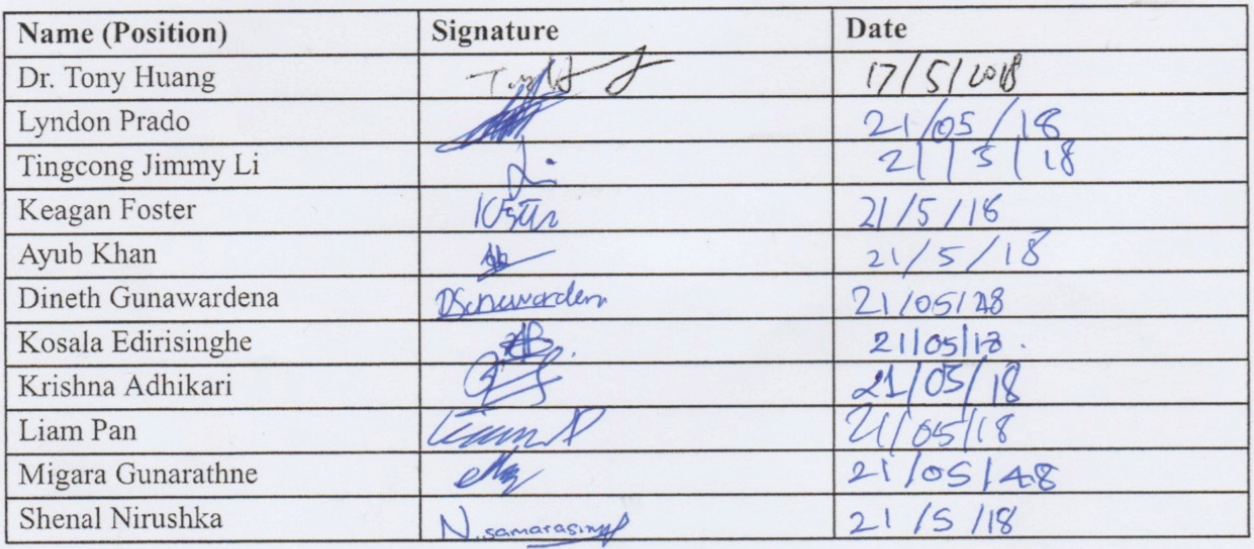 Name (Position) Signature Date
Dr. Tony Huang 17/5/2018
Lyndon Prado 21/05/18
Tingcong Jimmy Li Li 21/5/18
Keagan Foster 21/5/18
Ayub Khan 21/5/18
Dineth Gunawardena 21/05/18
Kosala Edirisinghe 21/05/18.
Krishna Adhikari 21/05/18
Liam Pan Liam P 21/05/18
Migara Gunarathne 21/05/18
Shenal Nirushka N.samarasingh 21/5/18